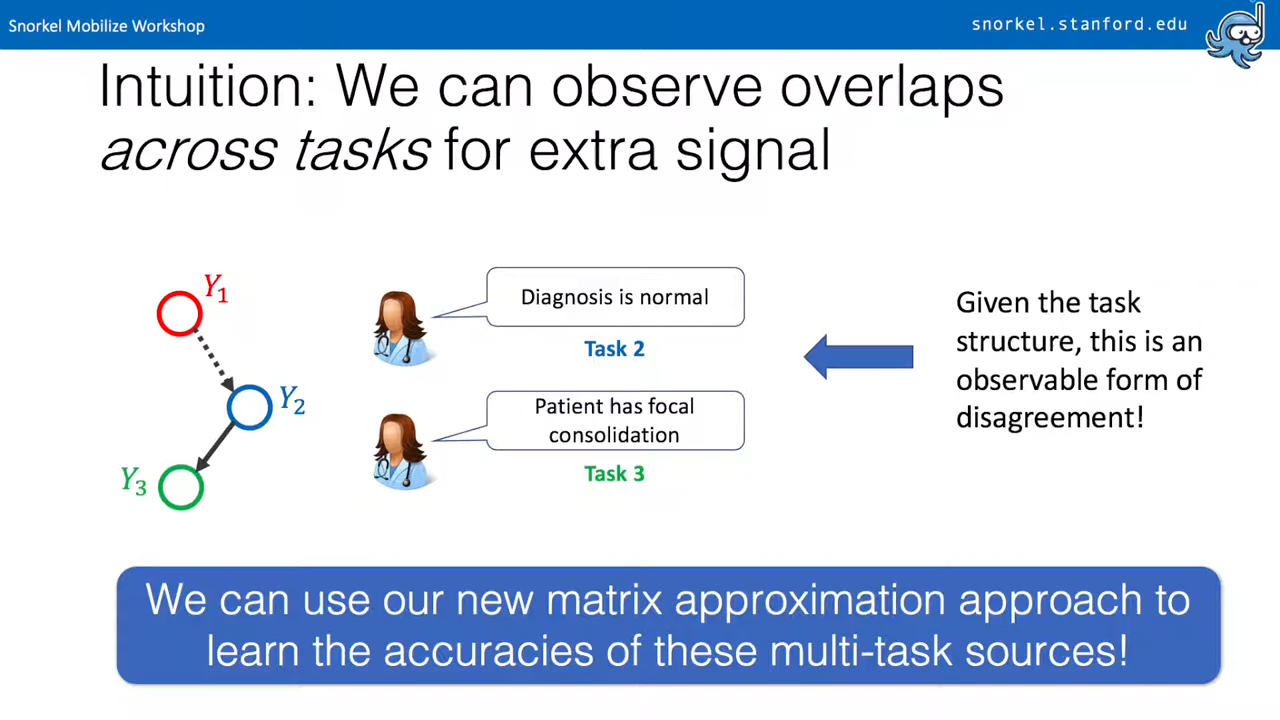 Snorkel Mobilize Workshop
snorkel.stanford.edu
Intuition: We can observe overlaps
across tasks for extra signal
Y₁
Y₂
Y₃
Diagnosis is normal
Task 2
Patient has focal
consolidation
Task 3
Given the task
structure, this is an
observable form of
disagreement!
We can use our new matrix approximation approach to
learn the accuracies of these multi-task sources!